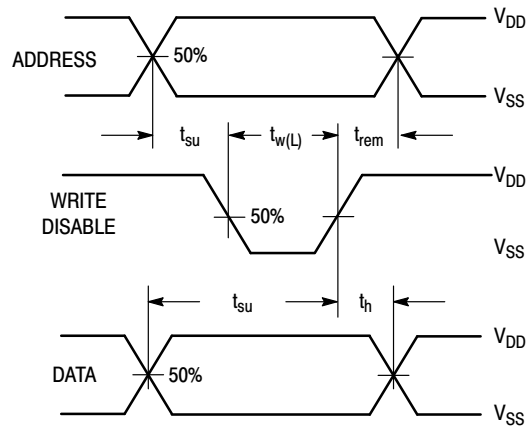 ADDRESS
50%
V_DD
V_SS
t_su
t_w(L)
t_rem
WRITE
DISABLE
50%
V_DD
V_SS
t_su
t_h
DATA
50%
V_DD
V_SS